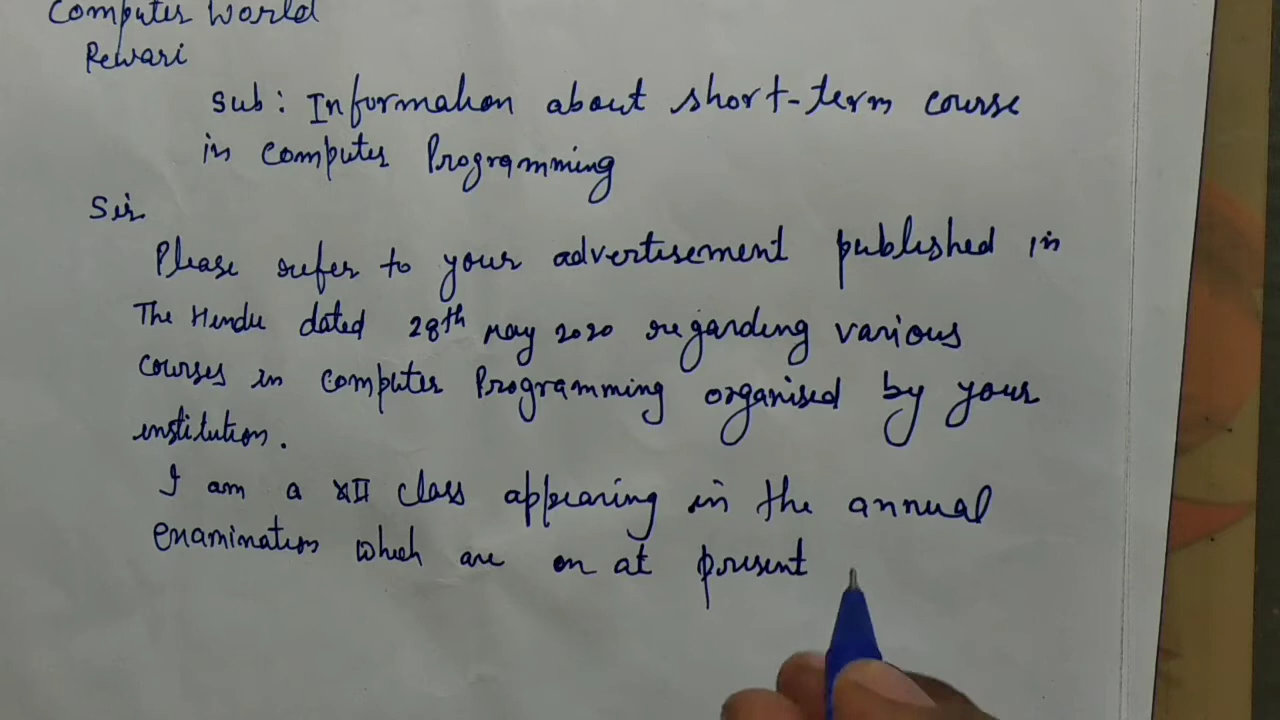 Computer World
Rewari
Sub: Information about short-term course
in Computer Programming
Sir
Please refer to your advertisement published in
The Hindu dated 28th May 2020 regarding various
courses in Computer Programming organised by your
institution.
I am a XII class appearing in the annual
examinations which are on at present